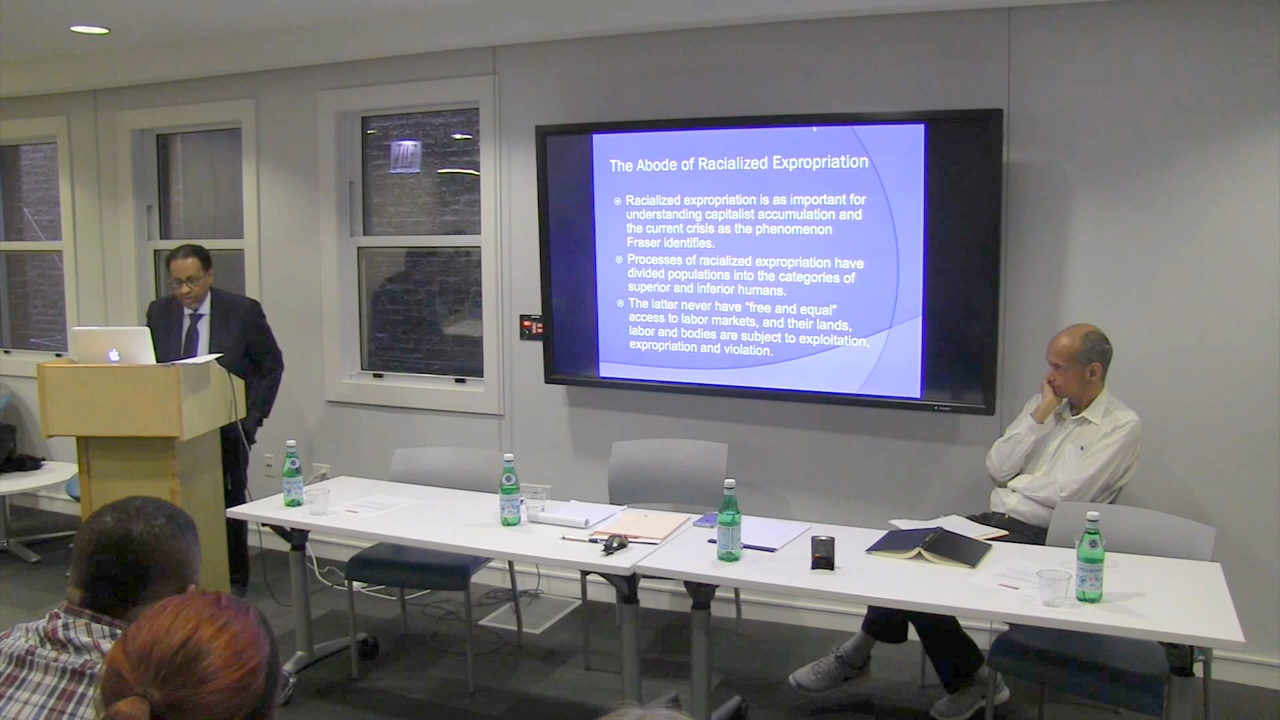 The Abode of Racialized Expropriation
Racialized expropriation is as important for
understanding capitalist accumulation and
the current crisis as the phenomenon
Fraser identifies.
Processes of racialized expropriation have
divided populations into the categories of
superior and inferior humans.
The latter never have “free and equal”
access to labor markets, and their lands,
labor and bodies are subject to exploitation,
expropriation and violation.